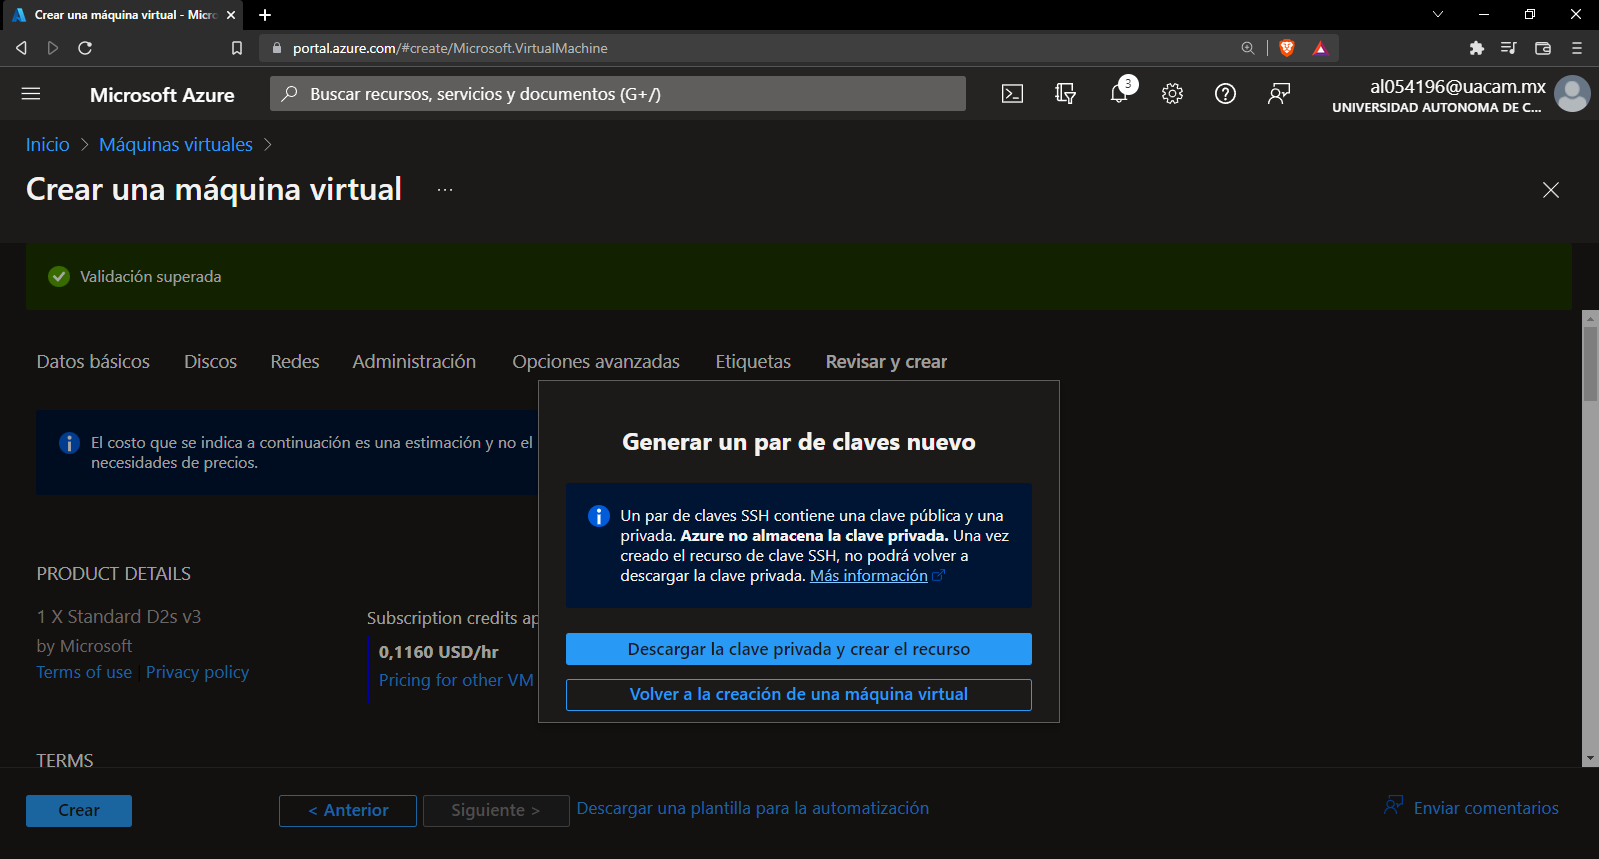 Crear una máquina virtual - Micro
portal.azure.com/#create/Microsoft.VirtualMachine
Microsoft Azure
Buscar recursos, servicios y documentos (G+/)
3
al054196@uacam.mx
UNIVERSIDAD AUTONOMA DE C...
Inicio > Máquinas virtuales >
Crear una máquina virtual ...
Validación superada
Datos básicos Discos Redes Administración Opciones avanzadas Etiquetas Revisar y crear
El costo que se indica a continuación es una estimación y no el
necesidades de precios.
Generar un par de claves nuevo
Un par de claves SSH contiene una clave pública y una
privada. Azure no almacena la clave privada. Una vez
creado el recurso de clave SSH, no podrá volver a
descargar la clave privada. Más información
Descargar la clave privada y crear el recurso
Volver a la creación de una máquina virtual
PRODUCT DETAILS
1 X Standard D2s v3
by Microsoft
Terms of use | Privacy policy
Subscription credits ap
0,1160 USD/hr
Pricing for other VM
TERMS
Crear
< Anterior
Siguiente >
Descargar una plantilla para la automatización
Enviar comentarios